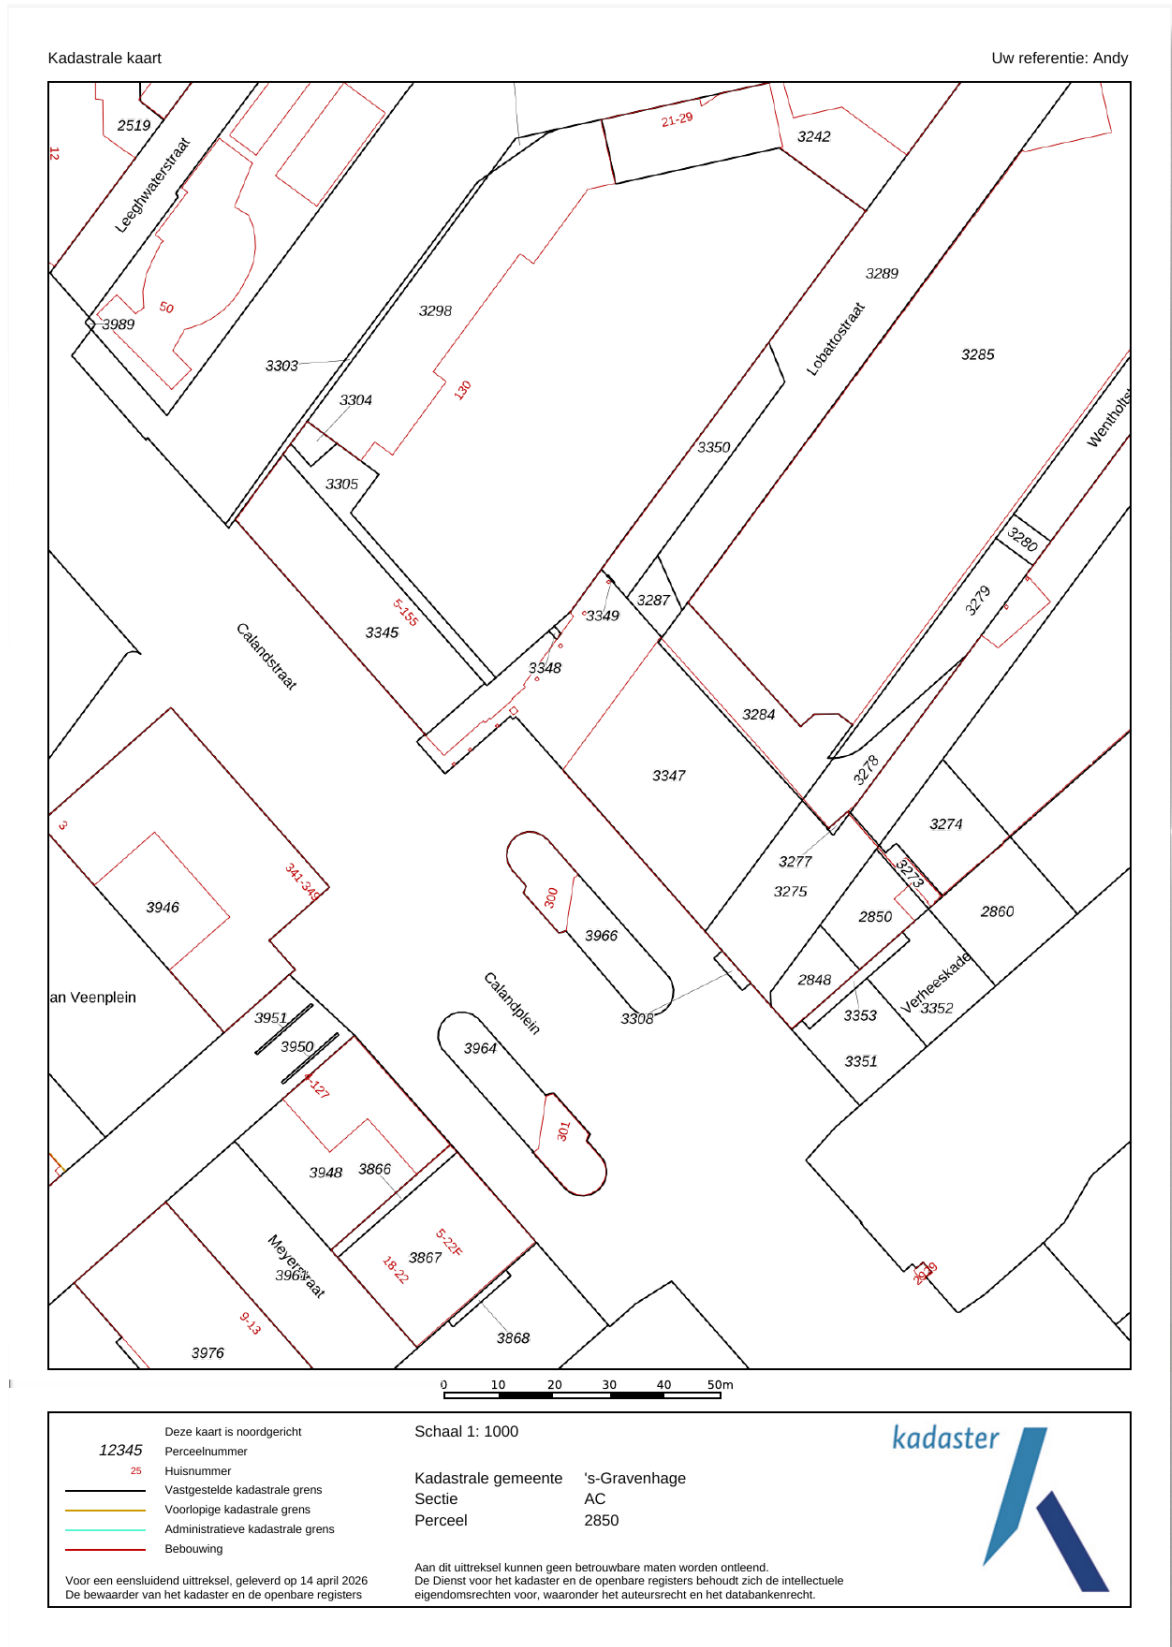 Kadastrale kaart
Uw referentie: Andy
2519
12
Leeghwaterstraat
21-29
3242
3289
3298
50
3989
3303
3304
130
Lobattostraat
3285
3350
3305
3280
3279
5-155
3345
3349
3287
3348
Calandstraat
3284
3347
3278
3274
3
341-349
3277
3273
3275
300
3946
3966
2850
2860
2848
Verheeskade
3352
an Veenplein
Calandplein
3951
3308
3353
3950
3964
3351
-127
301
3948
3866
Meyerstraat
5-22F
3867
18-22
9-13
3868
3976
0 10 20 30 40 50m
Deze kaart is noordgericht
12345 Perceelnummer
25 Huisnummer
Vastgestelde kadastrale grens
Voorlopige kadastrale grens
Administratieve kadastrale grens
Bebouwing
Voor een eensluidend uittreksel, geleverd op 14 april 2026
De bewaarder van het kadaster en de openbare registers
Schaal 1: 1000
Kadastrale gemeente 's-Gravenhage
Sectie AC
Perceel 2850
Aan dit uittreksel kunnen geen betrouwbare maten worden ontleend.
De Dienst voor het kadaster en de openbare registers behoudt zich de intellectuele
eigendomsrechten voor, waaronder het auteursrecht en het databankenrecht.
kadaster